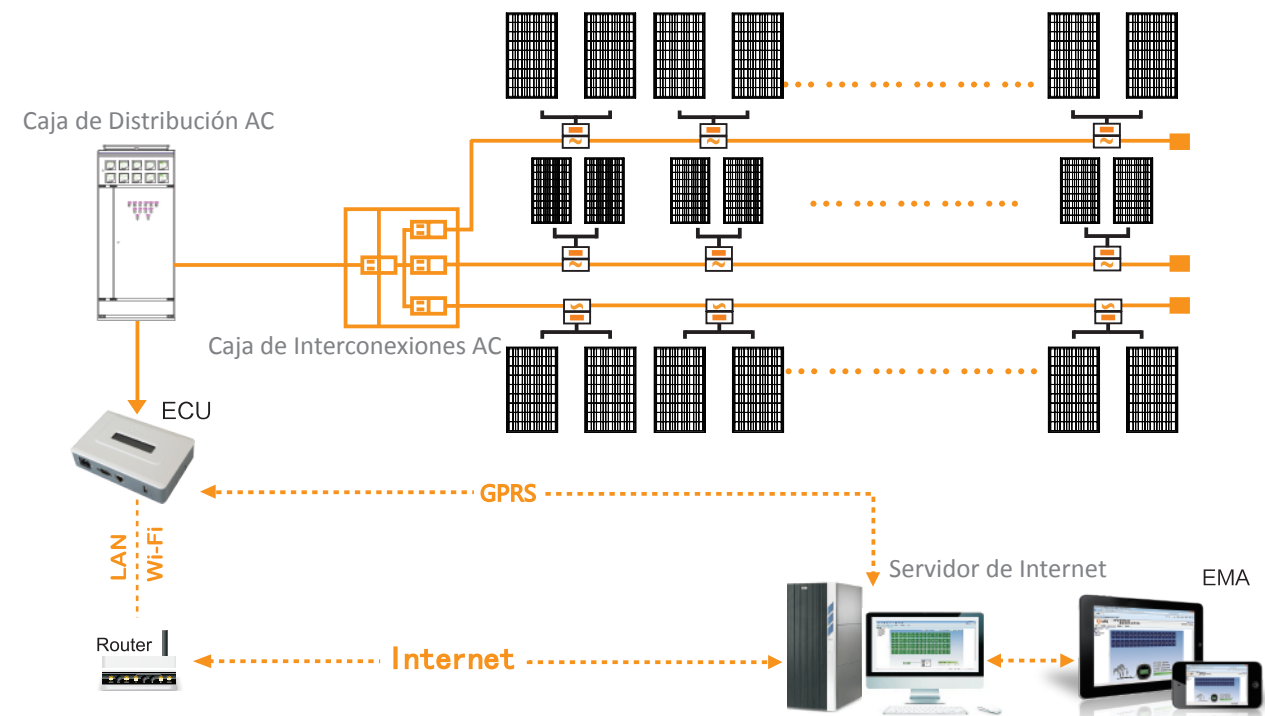 Caja de Distribución AC
Caja de Interconexiones AC
ECU
GPRS
LAN
Wi-Fi
Servidor de Internet
EMA
Router
Internet